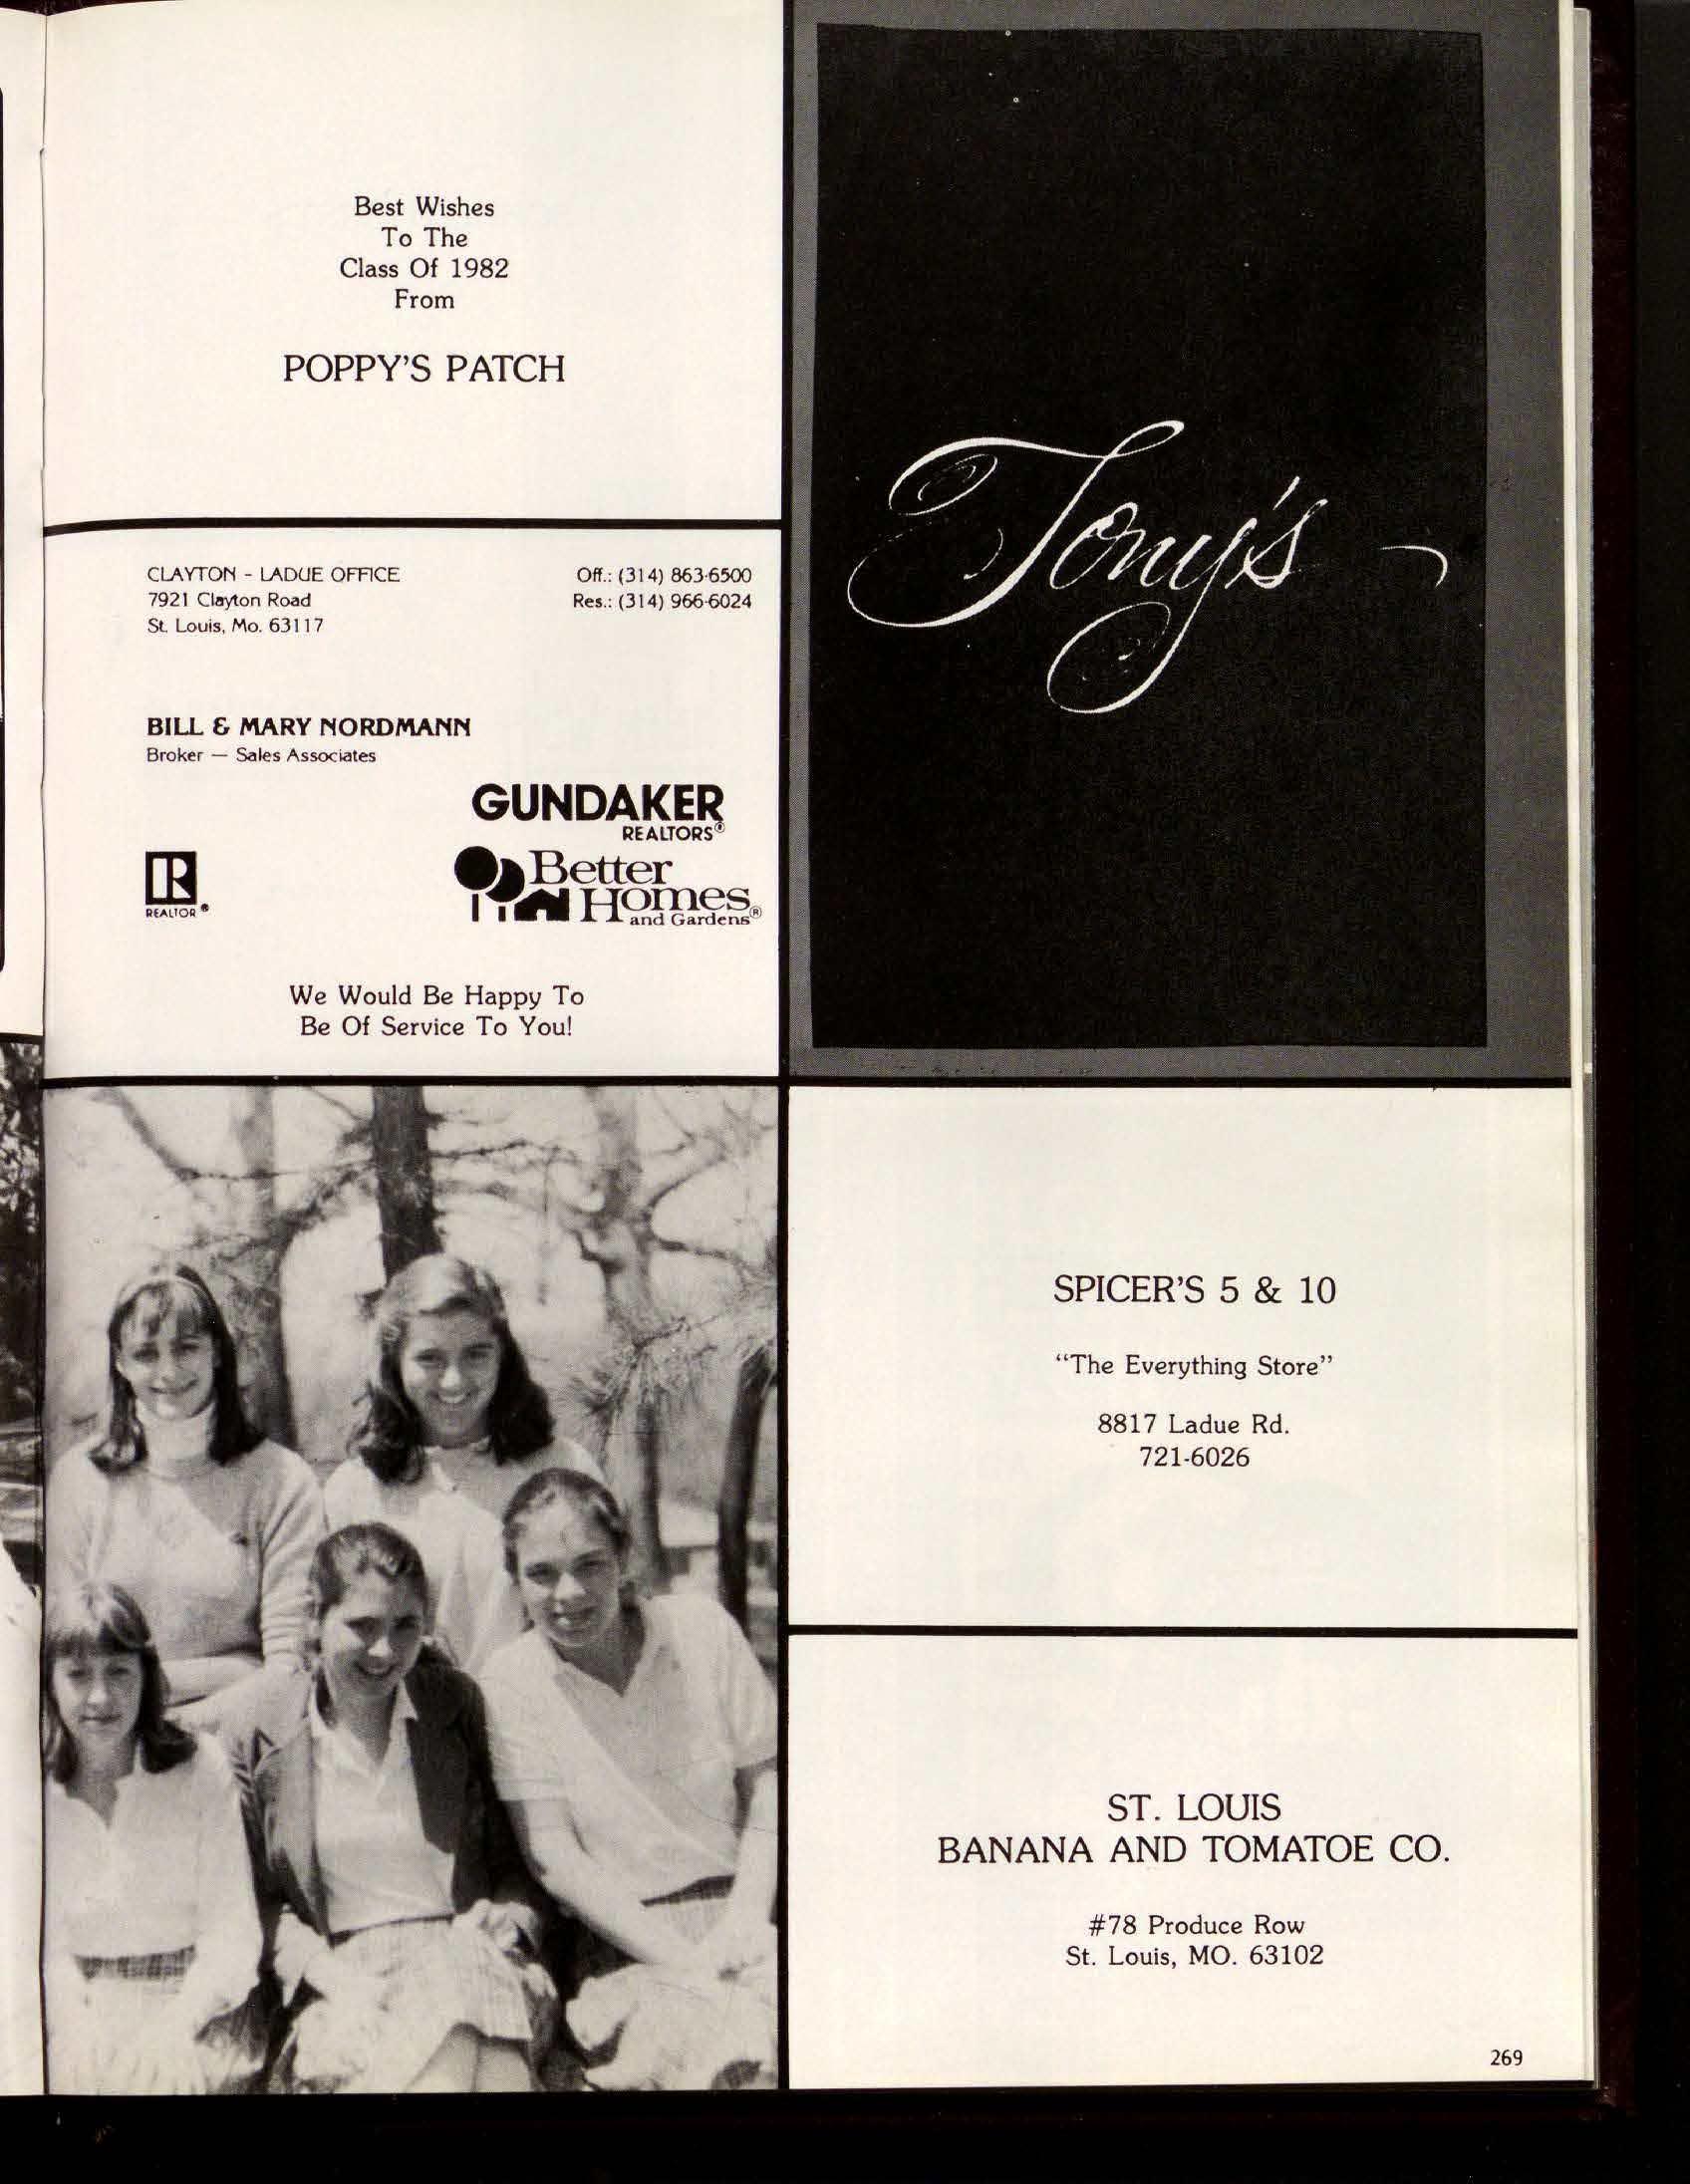 Best Wishes
To The
Class Of 1982
From
POPPY'S PATCH
CLAYTON - LADUE OFFICE
7921 Clayton Road
St. Louis, Mo. 63117
Off.: (314) 863-6500
Res.: (314) 966-6024
BILL & MARY NORDMANN
Broker — Sales Associates
GUNDAKER
REALTORS®
REALTOR®
Better
Homes
and Gardens®
We Would Be Happy To
Be Of Service To You!
Tony's
SPICER'S 5 & 10
“The Everything Store”
8817 Ladue Rd.
721-6026
ST. LOUIS
BANANA AND TOMATOE CO.
#78 Produce Row
St. Louis, MO. 63102
269